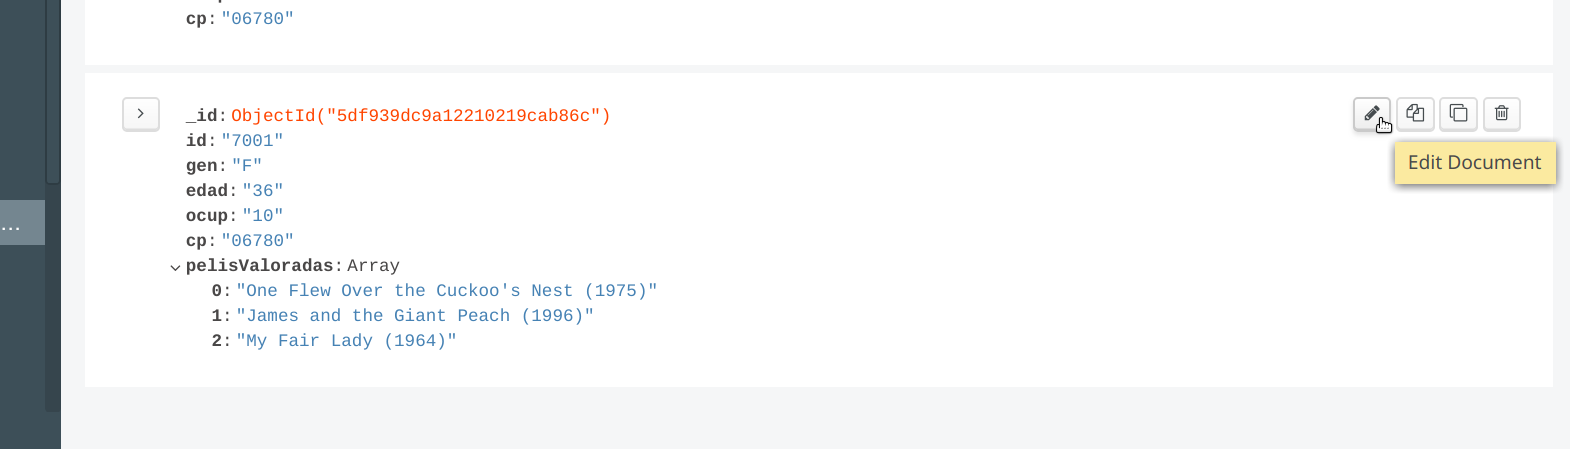 cp: "06780"
_id: ObjectId("5df939dc9a12210219cab86c")
id: "7001"
gen: "F"
edad: "36"
ocup: "10"
cp: "06780"
pelisValoradas: Array
0: "One Flew Over the Cuckoo's Nest (1975)"
1: "James and the Giant Peach (1996)"
2: "My Fair Lady (1964)"
Edit Document
...